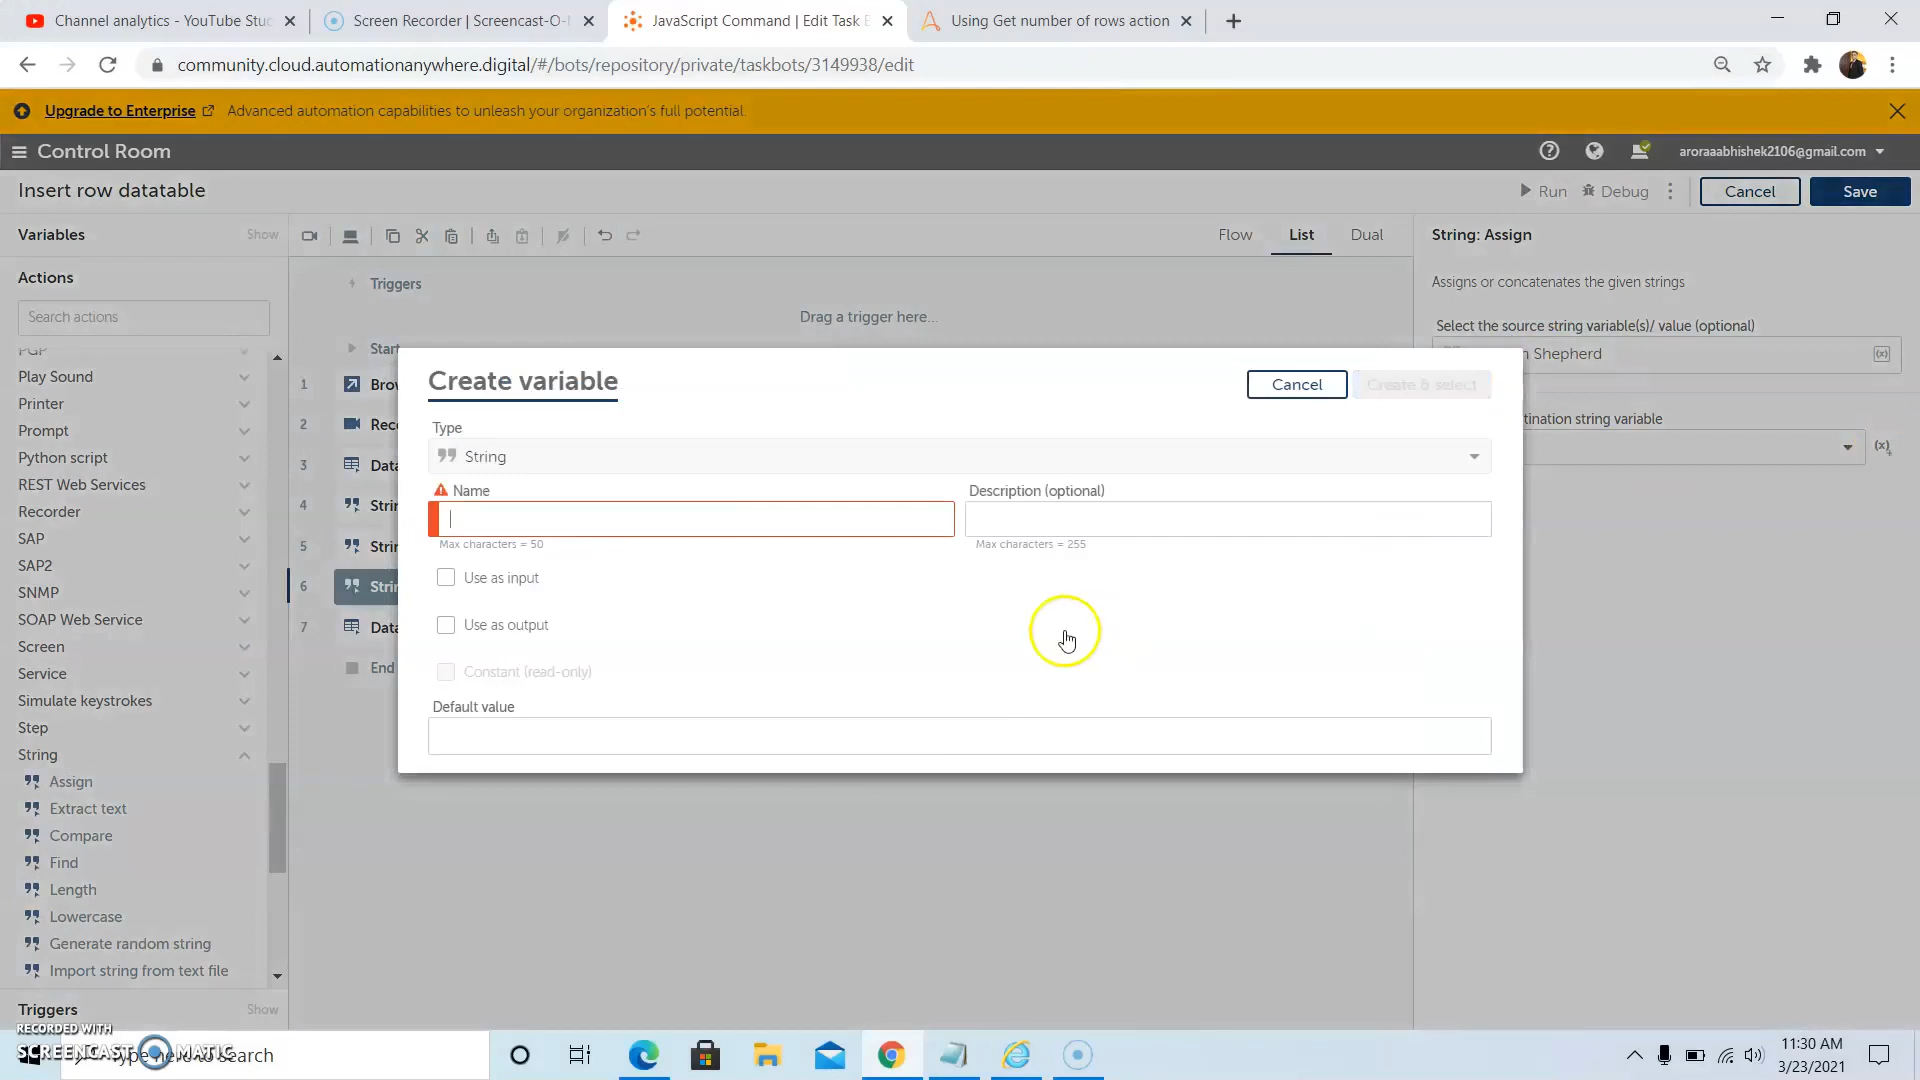 Channel analytics - YouTube Stu
Screen Recorder | Screencast-O-
JavaScript Command | Edit Task
Using Get number of rows action
community.cloud.automationanywhere.digital/#/bots/repository/private/taskbots/3149938/edit
Upgrade to Enterprise
Advanced automation capabilities to unleash your organization's full potential.
Control Room
aroraaabhishek2106@gmail.com
Insert row datatable
Run
Debug
Cancel
Save
Variables
Show
Flow
List
Dual
String: Assign
Actions
Search actions
Triggers
Drag a trigger here...
Assigns or concatenates the given strings
Select the source string variable(s)/ value (optional)
Shepherd
tination string variable
Start
1
2
3
4
5
6
7
End
Create variable
Cancel
Create & select
Type
String
Name
Description (optional)
Max characters = 50
Max characters = 255
Use as input
Use as output
Constant (read-only)
Default value
PGP
Play Sound
Printer
Prompt
Python script
REST Web Services
Recorder
SAP
SAP2
SNMP
SOAP Web Service
Screen
Service
Simulate keystrokes
Step
String
Assign
Extract text
Compare
Find
Length
Lowercase
Generate random string
Import string from text file
Triggers
Show
RECORDED WITH
SCREENCAST MATIC
Type here to search
11:30 AM
3/23/2021